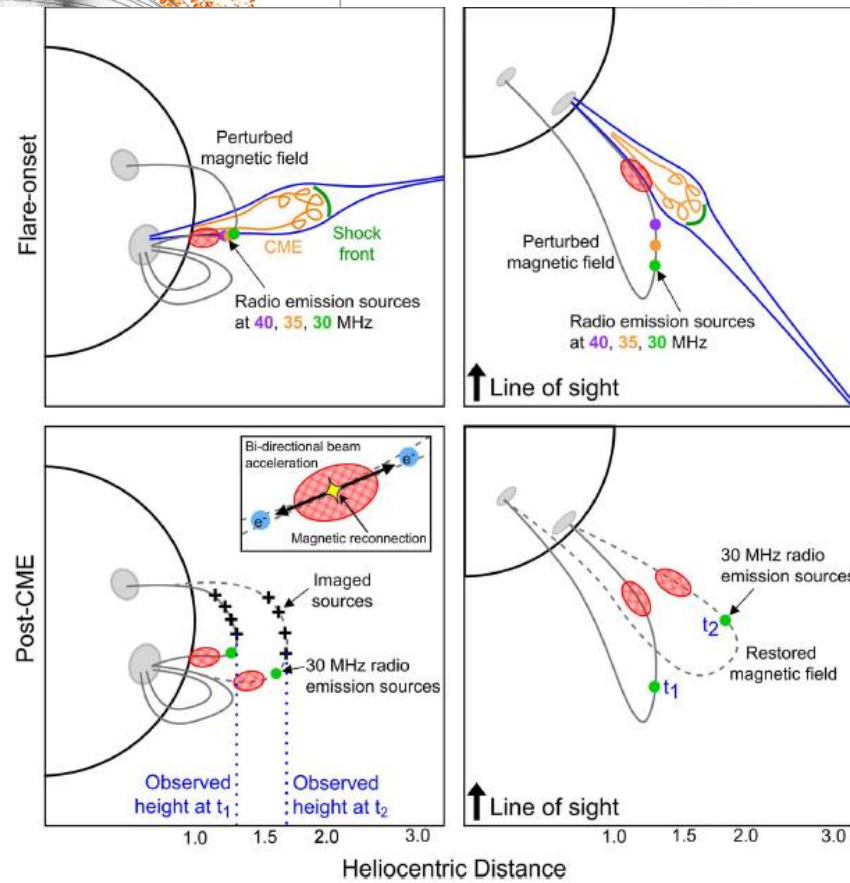 Flare-onset
Perturbed
magnetic field
CME
Shock
front
Radio emission sources
at 40, 35, 30 MHz
Perturbed
magnetic field
Radio emission sources
at 40, 35, 30 MHz
Line of sight
Post-CME
Bi-directional beam
acceleration
e-
e-
Magnetic reconnection
Imaged
sources
30 MHz radio
emission sources
Observed
height at t1
Observed
height at t2
1.0 1.5 2.0 3.0
30 MHz radio
emission sources
t2
Restored
magnetic field
t1
Line of sight
1.0 1.5 2.0 3.0
Heliocentric Distance